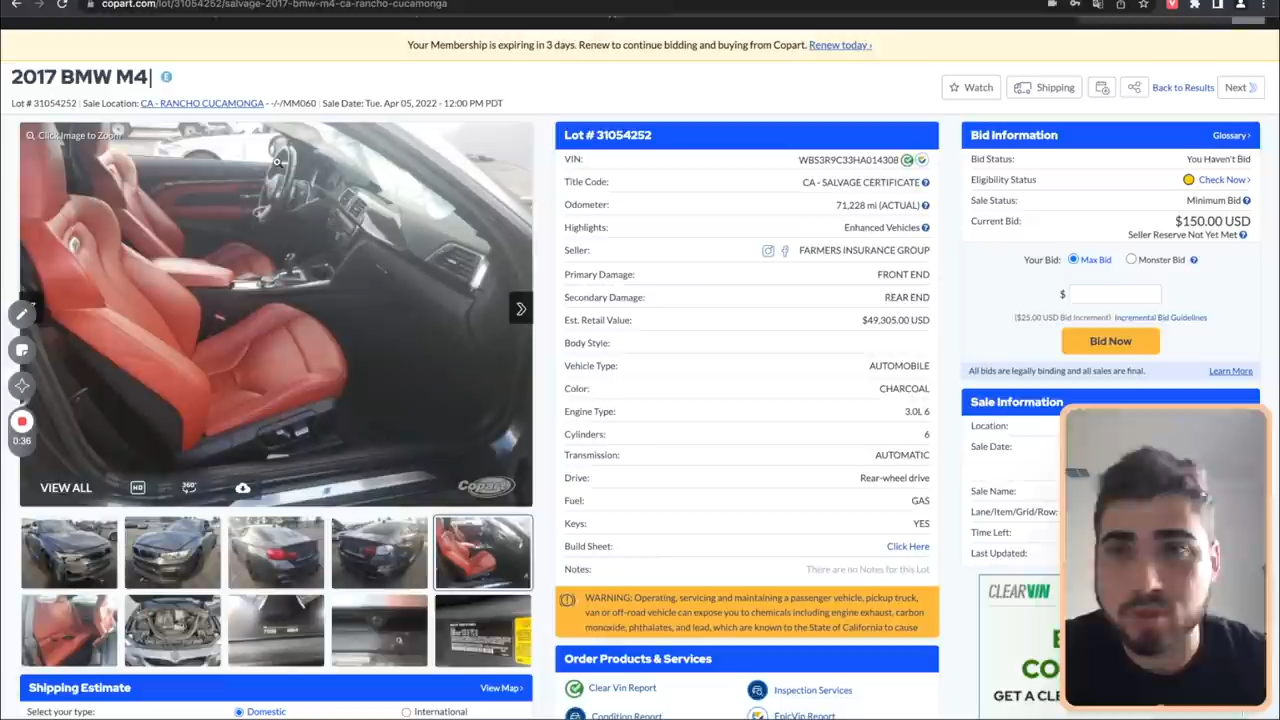 copart.com/lot/31054252/salvage-2017-bmw-m4-ca-rancho-cucamonga
Your Membership is expiring in 3 days. Renew to continue bidding and buying from Copart. Renew today ›
2017 BMW M4
E
Watch
Shipping
Back to Results
Next
Lot # 31054252 | Sale Location: CA - RANCHO CUCAMONGA - -/-/MM060 | Sale Date: Tue. Apr 05, 2022 - 12:00 PM PDT
Click Image to Zoom
VIEW ALL
HD
360°
Copart
0:36
Shipping Estimate
View Map ›
Select your type:
Domestic
International
Lot # 31054252
VIN: WBS3R9C33HA014308
Title Code: CA - SALVAGE CERTIFICATE
Odometer: 71,228 mi (ACTUAL)
Highlights: Enhanced Vehicles
Seller: FARMERS INSURANCE GROUP
Primary Damage: FRONT END
Secondary Damage: REAR END
Est. Retail Value: $49,305.00 USD
Body Style:
Vehicle Type: AUTOMOBILE
Color: CHARCOAL
Engine Type: 3.0L 6
Cylinders: 6
Transmission: AUTOMATIC
Drive: Rear-wheel drive
Fuel: GAS
Keys: YES
Build Sheet: Click Here
Notes: There are no Notes for this Lot
WARNING: Operating, servicing and maintaining a passenger vehicle, pickup truck,
van or off-road vehicle can expose you to chemicals including engine exhaust, carbon
monoxide, phthalates, and lead, which are known to the State of California to cause
Order Products & Services
Clear Vin Report
Inspection Services
Condition Report
EpicVin Report
Bid Information
Glossary ›
Bid Status: You Haven't Bid
Eligibility Status Check Now ›
Sale Status: Minimum Bid
Current Bid: $150.00 USD
Seller Reserve Not Yet Met
Your Bid: Max Bid Monster Bid
$
($25.00 USD Bid Increment) Incremental Bid Guidelines
Bid Now
All bids are legally binding and all sales are final.
Learn More
Sale Information
Location:
Sale Date:
Sale Name:
Lane/Item/Grid/Row:
Time Left:
Last Updated:
CLEARVIN
GET A CLE